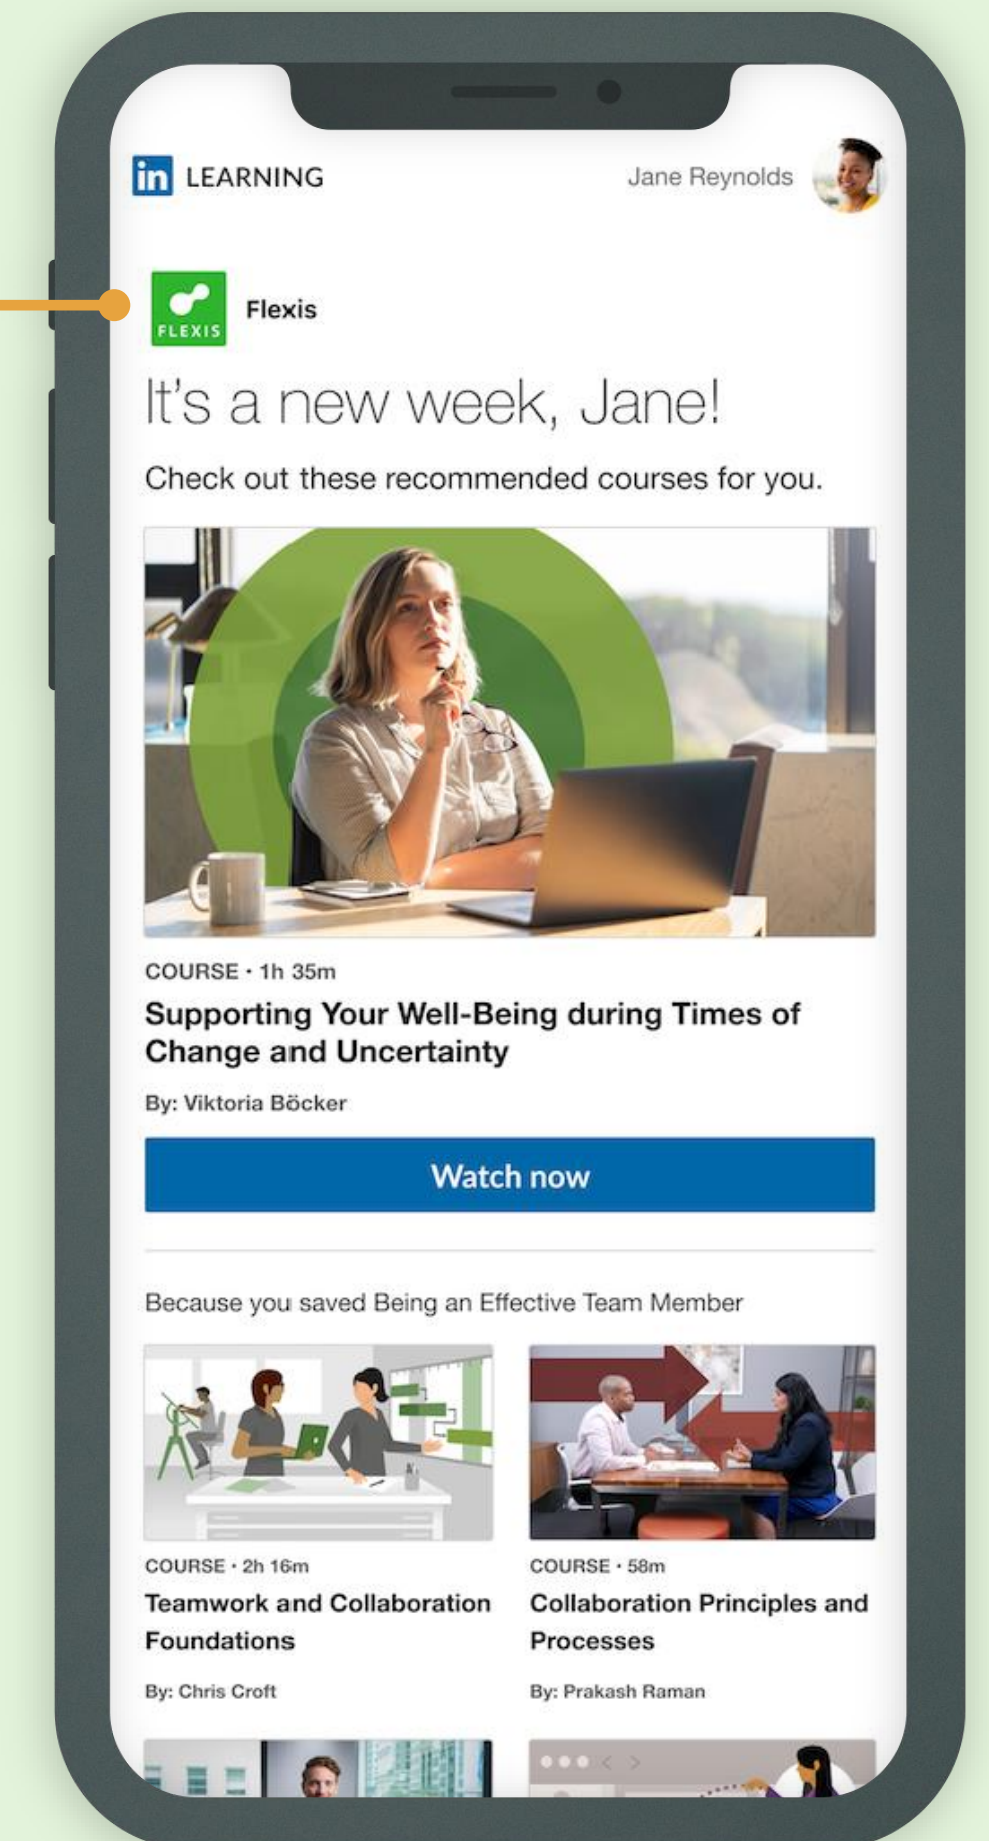 in LEARNING
Jane Reynolds
FLEXIS
Flexis
It's a new week, Jane!
Check out these recommended courses for you.
COURSE • 1h 35m
Supporting Your Well-Being during Times of
Change and Uncertainty
By: Viktoria Böcker
Watch now
Because you saved Being an Effective Team Member
COURSE • 2h 16m
Teamwork and Collaboration
Foundations
By: Chris Croft
COURSE • 58m
Collaboration Principles and
Processes
By: Prakash Raman